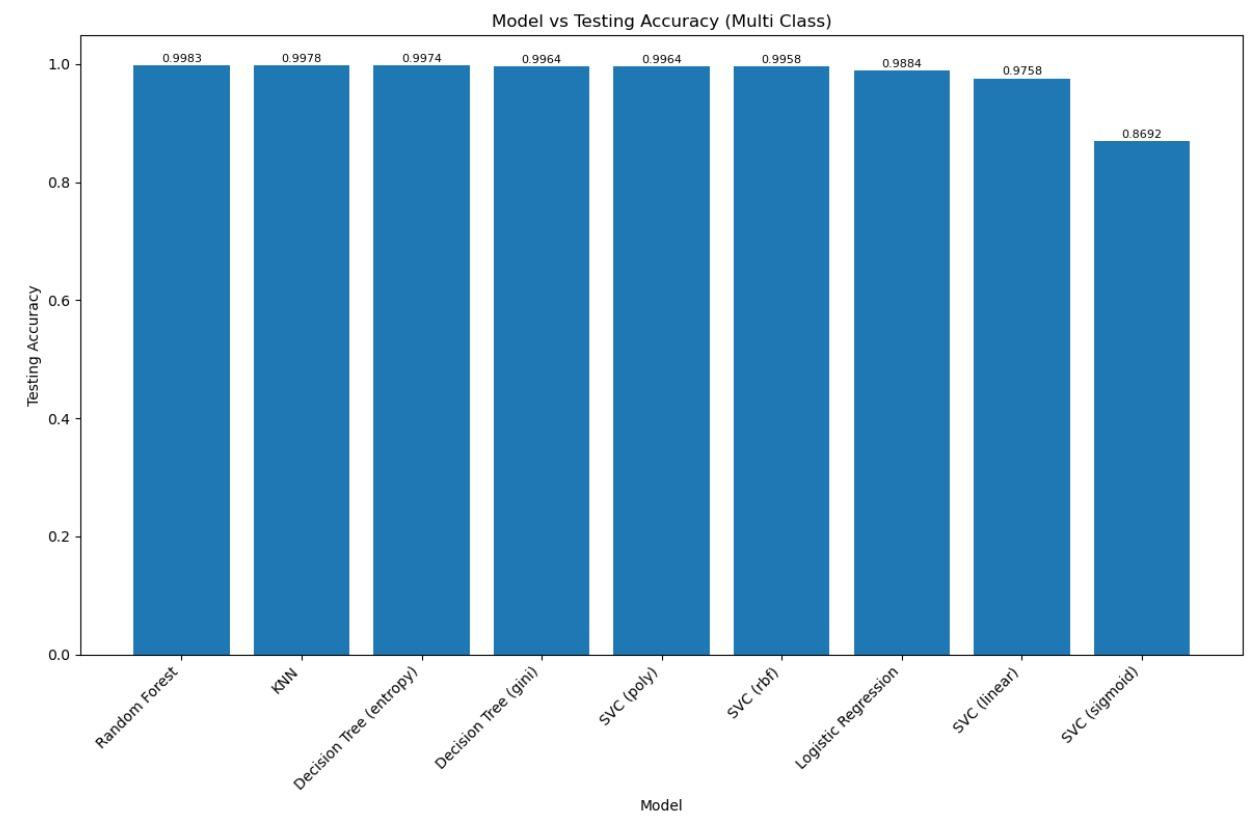 Model vs Testing Accuracy (Multi Class)
0.9983
0.9978
0.9974
0.9964
0.9964
0.9958
0.9884
0.9758
0.8692
1.0
0.8
0.6
0.4
0.2
0.0
Testing Accuracy
Random Forest
KNN
Decision Tree (entropy)
Decision Tree (gini)
SVC (poly)
SVC (rbf)
Logistic Regression
SVC (linear)
SVC (sigmoid)
Model